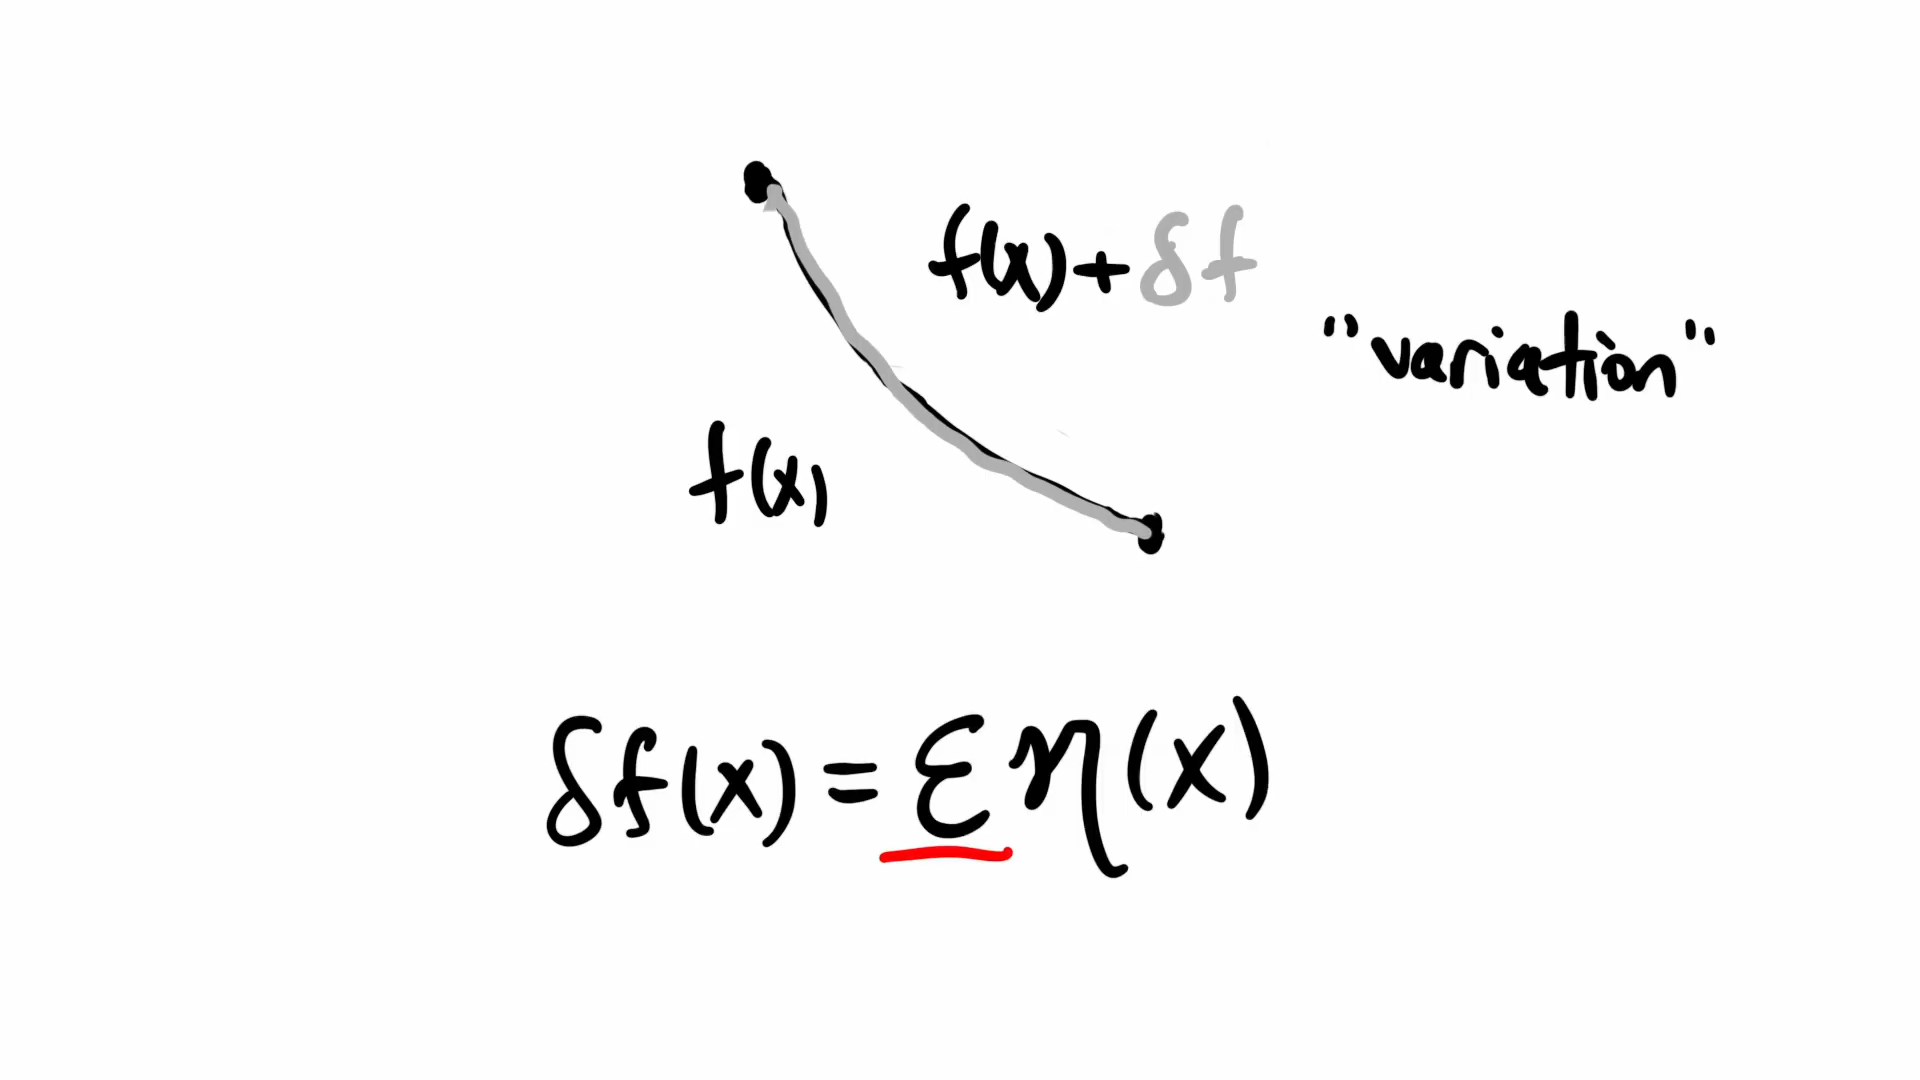 f(x)+δf
"variation"
f(x)
δf(x) = εη(x)